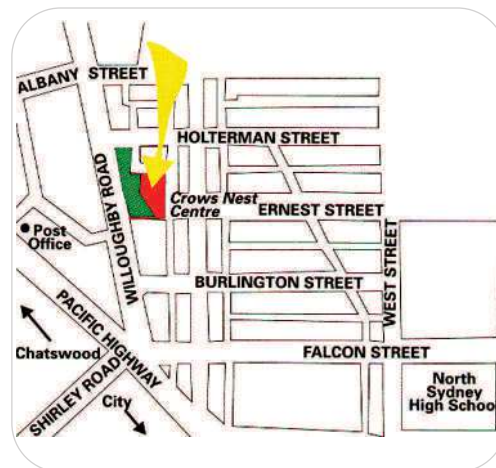 ALBANY STREET
HOLTERMAN STREET
WILLOUGHBY ROAD
Crows Nest
Centre
ERNEST STREET
Post
Office
WEST STREET
BURLINGTON STREET
PACIFIC HIGHWAY
Chatswood
FALCON STREET
SHIRLEY ROAD
City
North
Sydney
High School